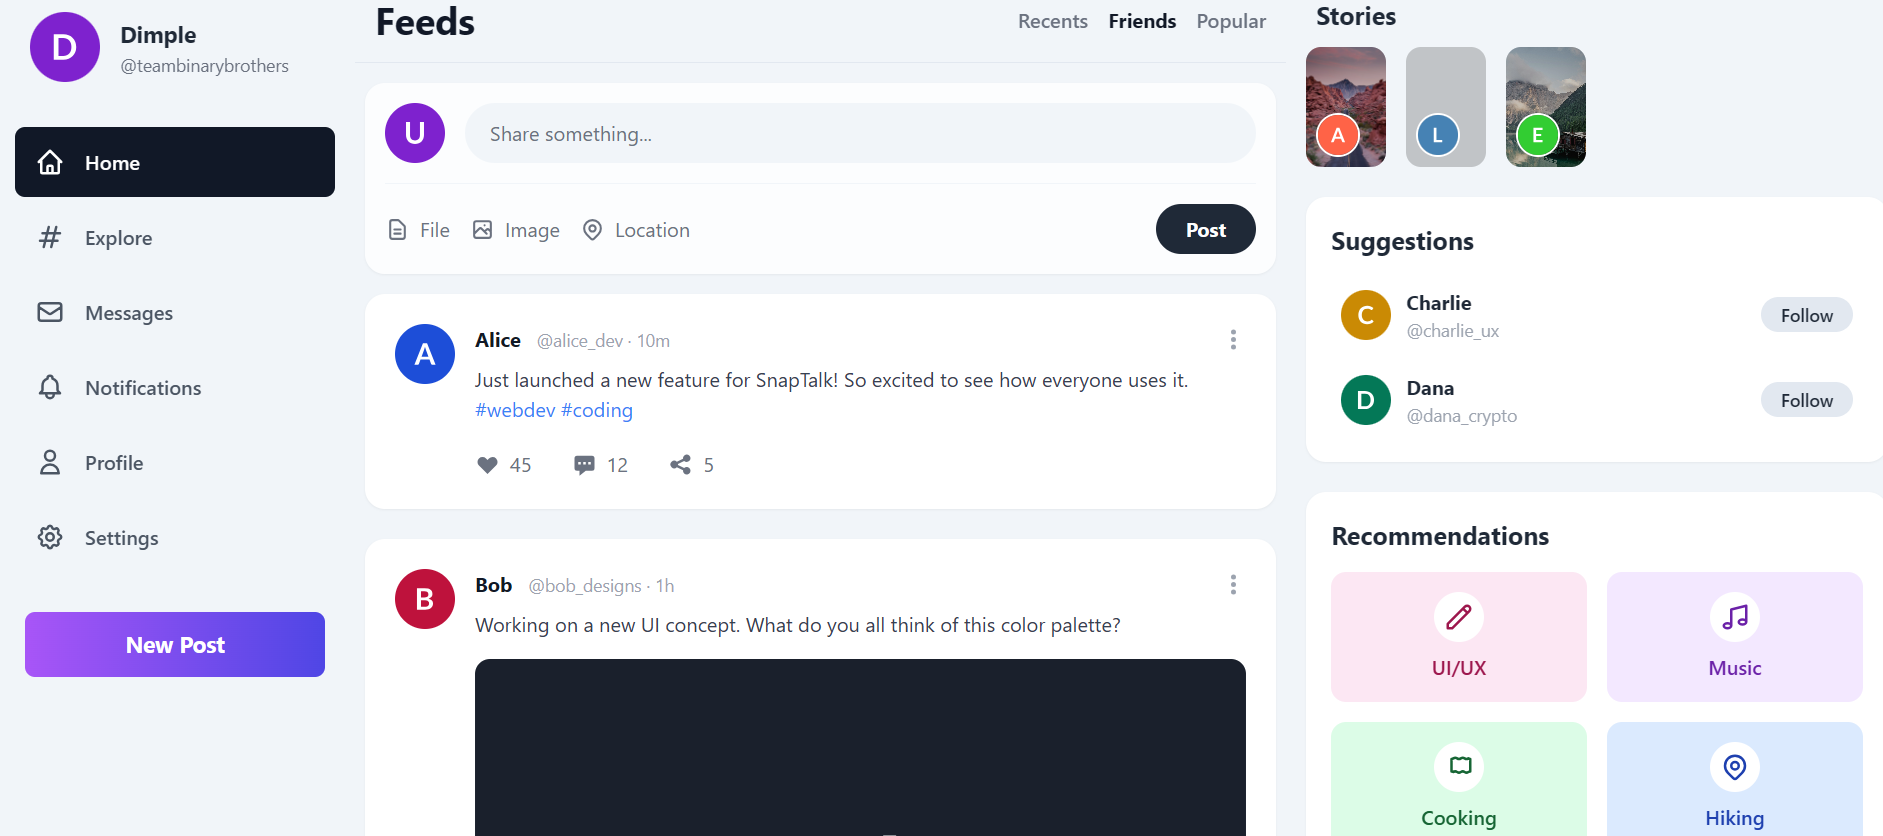 D
Dimple
@teambinarybrothers
Home
Explore
Messages
Notifications
Profile
Settings
New Post
Feeds
Recents Friends Popular
U
Share something...
File Image Location
Post
A
Alice @alice_dev · 10m
Just launched a new feature for SnapTalk! So excited to see how everyone uses it.
#webdev #coding
45 12 5
B
Bob @bob_designs · 1h
Working on a new UI concept. What do you all think of this color palette?
Stories
A L E
Suggestions
C
Charlie
@charlie_ux
Follow
D
Dana
@dana_crypto
Follow
Recommendations
UI/UX
Music
Cooking
Hiking